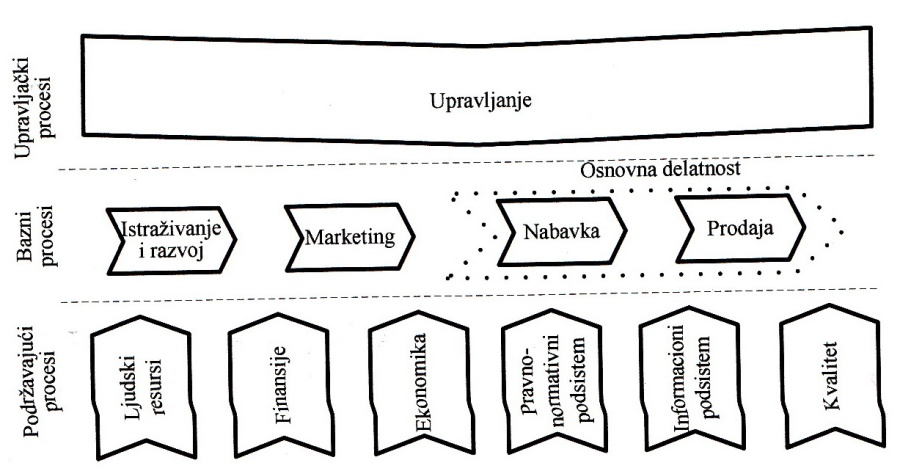 Upravljački
procesi
Upravljanje
Bazni
procesi
Osnovna delatnost
Istraživanje
i razvoj
Marketing
Nabavka
Prodaja
Podržavajući
procesi
Ljudski
resursi
Finansije
Ekonomika
Pravno-
normativni
podsistem
Informacioni
podsistem
Kvalitet